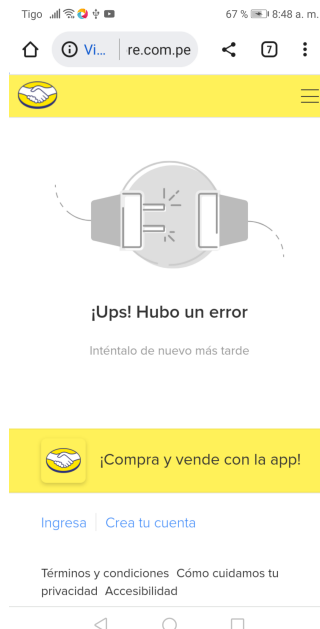 Tigo 67 % 8:48 a. m.
Vi... re.com.pe 7
¡Ups! Hubo un error
Inténtalo de nuevo más tarde
¡Compra y vende con la app!
Ingresa Crea tu cuenta
Términos y condiciones Cómo cuidamos tu
privacidad Accesibilidad